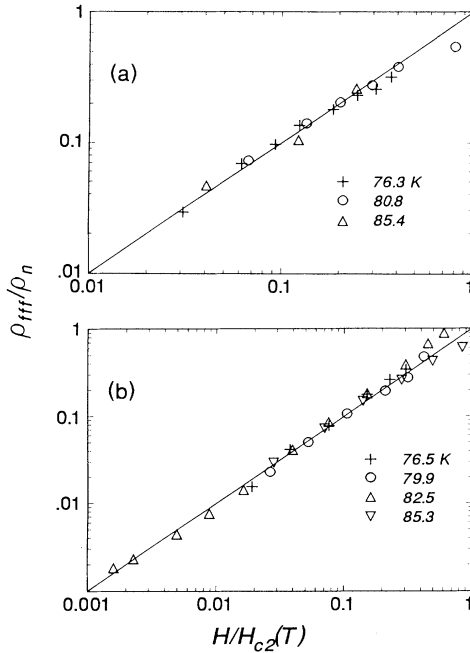 1
(a)
0.1
+ 76.3 K
○ 80.8
△ 85.4
.01
0.01 0.1 1
ρfff/ρn
1
(b)
0.1
+ 76.5 K
○ 79.9
△ 82.5
▽ 85.3
.01
0.001 0.01 0.1 1
H/Hc2(T)